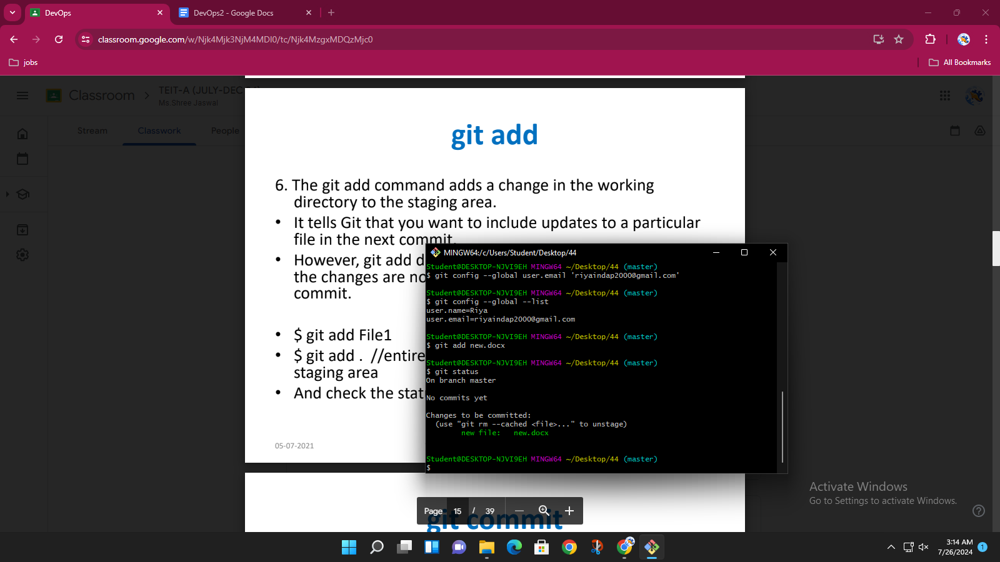 DevOps
DevOps2 - Google Docs
classroom.google.com/w/Njk4Mjk3NjM4MDI0/tc/Njk4MzgxMDQzMjc0
jobs
All Bookmarks
Classroom
TEIT-A (JULY-DEC
Ms.Shree Jaswal
Stream
Classwork
People
git add
6. The git add command adds a change in the working
directory to the staging area.
• It tells Git that you want to include updates to a particular
file in the next commit.
• However, git add d
the changes are no
commit.
• $ git add File1
• $ git add . //entire
staging area
• And check the stat
05-07-2021
MINGW64:/c/Users/Student/Desktop/44
Student@DESKTOP-NJVI9EH MINGW64 ~/Desktop/44 (master)
$ git config --global user.email 'riyaindap2000@gmail.com'
Student@DESKTOP-NJVI9EH MINGW64 ~/Desktop/44 (master)
$ git config --global --list
user.name=Riya
user.email=riyaindap2000@gmail.com
Student@DESKTOP-NJVI9EH MINGW64 ~/Desktop/44 (master)
$ git add new.docx
Student@DESKTOP-NJVI9EH MINGW64 ~/Desktop/44 (master)
$ git status
On branch master
No commits yet
Changes to be committed:
(use "git rm --cached <file>..." to unstage)
new file: new.docx
Student@DESKTOP-NJVI9EH MINGW64 ~/Desktop/44 (master)
$
Page 15 / 39
git commit
Activate Windows
Go to Settings to activate Windows.
3:14 AM
7/26/2024
1